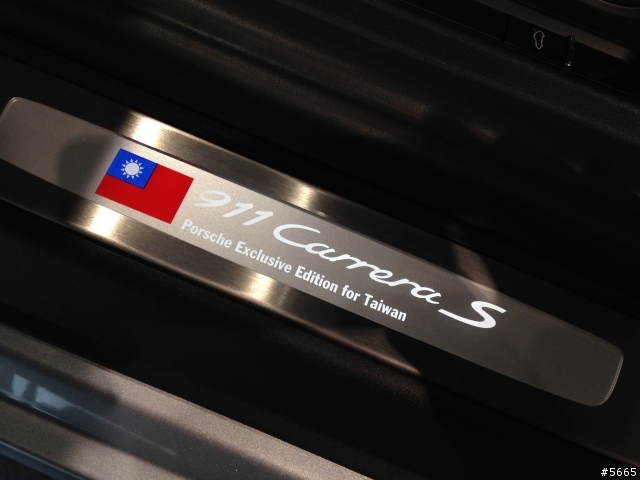 911 Carrera S
Porsche Exclusive Edition for Taiwan
#5665